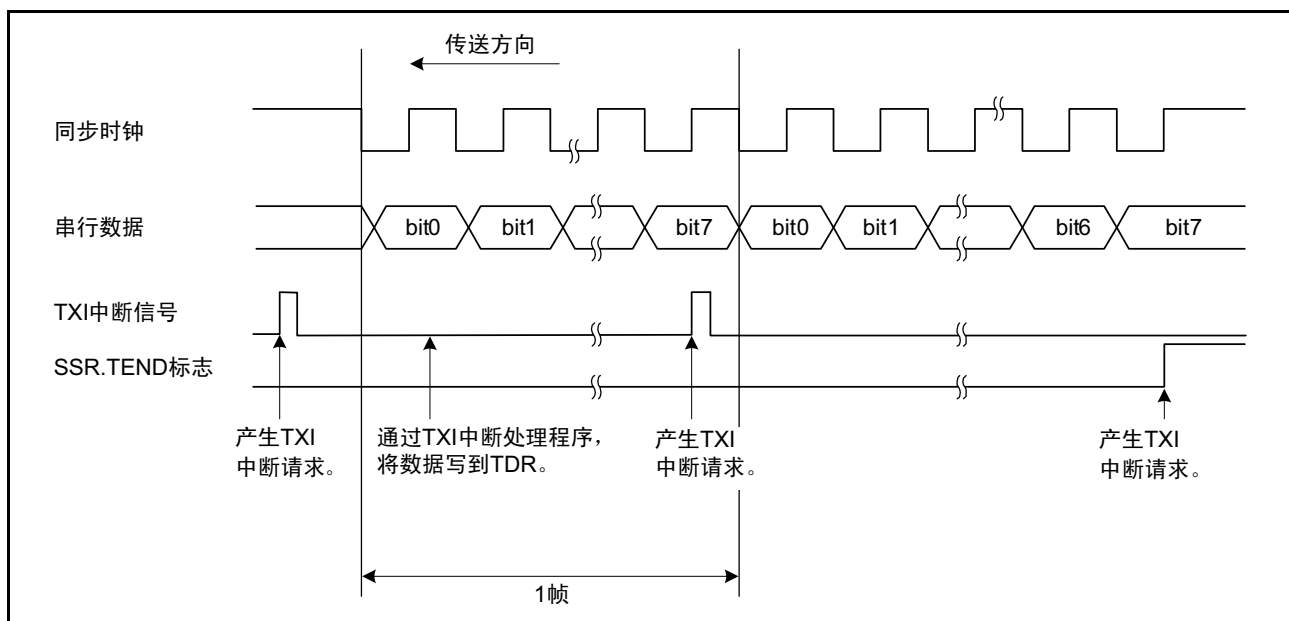 传送方向
同步时钟
串行数据
bit0
bit1
bit7
bit0
bit1
bit6
bit7
TXI中断信号
SSR.TEND标志
产生TXI
中断请求。
通过TXI中断处理程序，
将数据写到TDR。
产生TXI
中断请求。
产生TXI
中断请求。
1帧